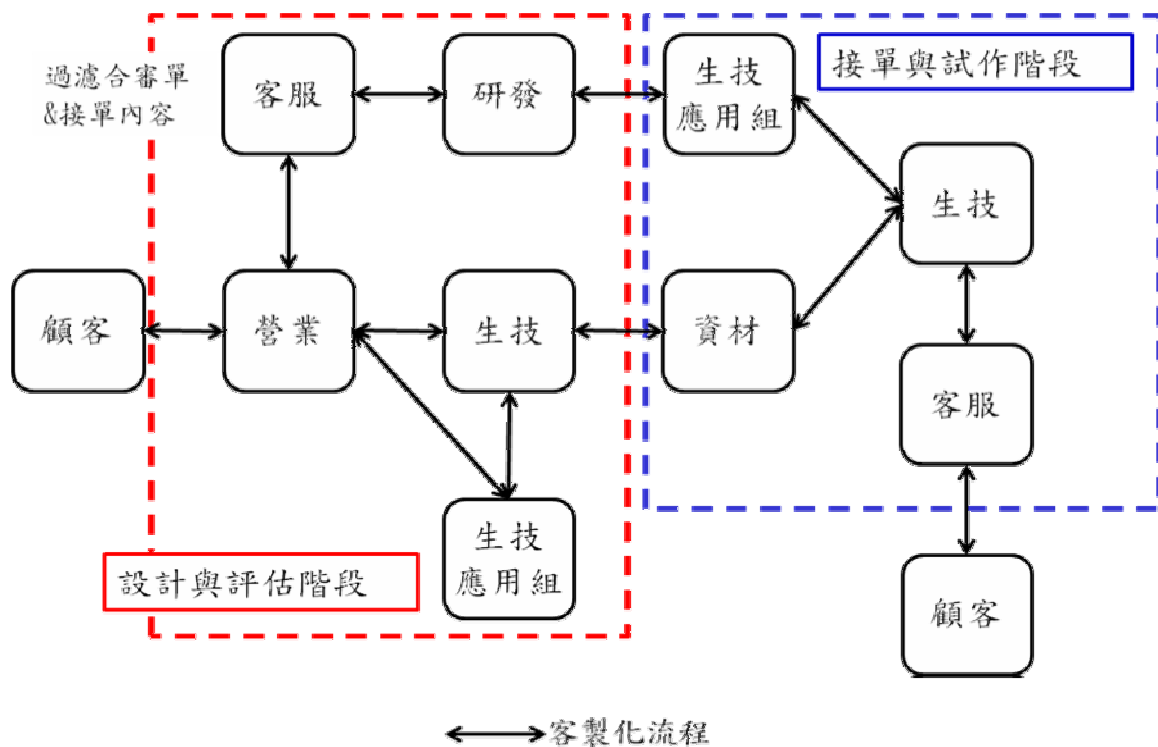 過濾合審單
&接單內容
客服
研發
生技
應用組
接單與試作階段
生技
顧客
營業
生技
資材
客服
生技
應用組
設計與評估階段
顧客
客製化流程